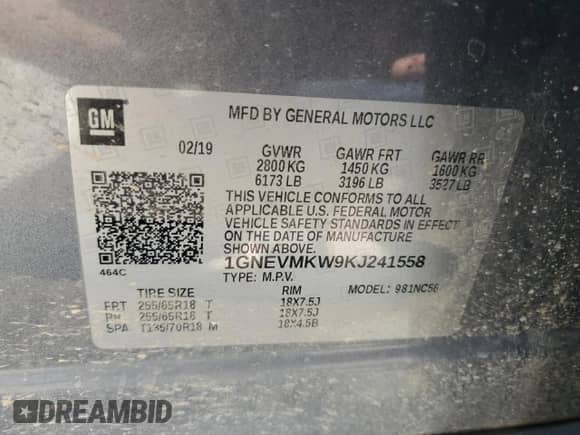 GM
MFD BY GENERAL MOTORS LLC
02/19 GVWR GAWR FRT GAWR RR
2800 KG 1450 KG 1600 KG
6173 LB 3196 LB 3527 LB
THIS VEHICLE CONFORMS TO ALL
APPLICABLE U.S. FEDERAL MOTOR
VEHICLE SAFETY STANDARDS IN EFFECT
ON THE DATE OF MANUFACTURE
SHOWN ABOVE.
464C
1GNEVMKW9KJ241558
TYPE: M.P.V.
TIRE SIZE RIM MODEL:
FRT 255/65R18 T 18X7.5J
RR 255/65R18 T 18X7.5J
SPA T135/70R18 M 18X4.5B
DREAMBID